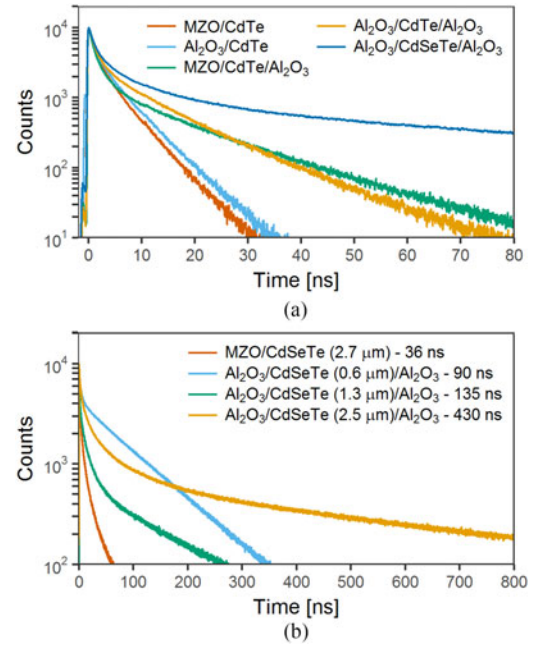 MZO/CdTe
Al₂O₃/CdTe
MZO/CdTe/Al₂O₃
Al₂O₃/CdTe/Al₂O₃
Al₂O₃/CdSeTe/Al₂O₃
Counts
10⁴
10³
10²
10¹
0 10 20 30 40 50 60 70 80
Time [ns]
(a)
MZO/CdSeTe (2.7 μm) - 36 ns
Al₂O₃/CdSeTe (0.6 μm)/Al₂O₃ - 90 ns
Al₂O₃/CdSeTe (1.3 μm)/Al₂O₃ - 135 ns
Al₂O₃/CdSeTe (2.5 μm)/Al₂O₃ - 430 ns
Counts
10⁴
10³
10²
0 100 200 300 400 500 600 700 800
Time [ns]
(b)